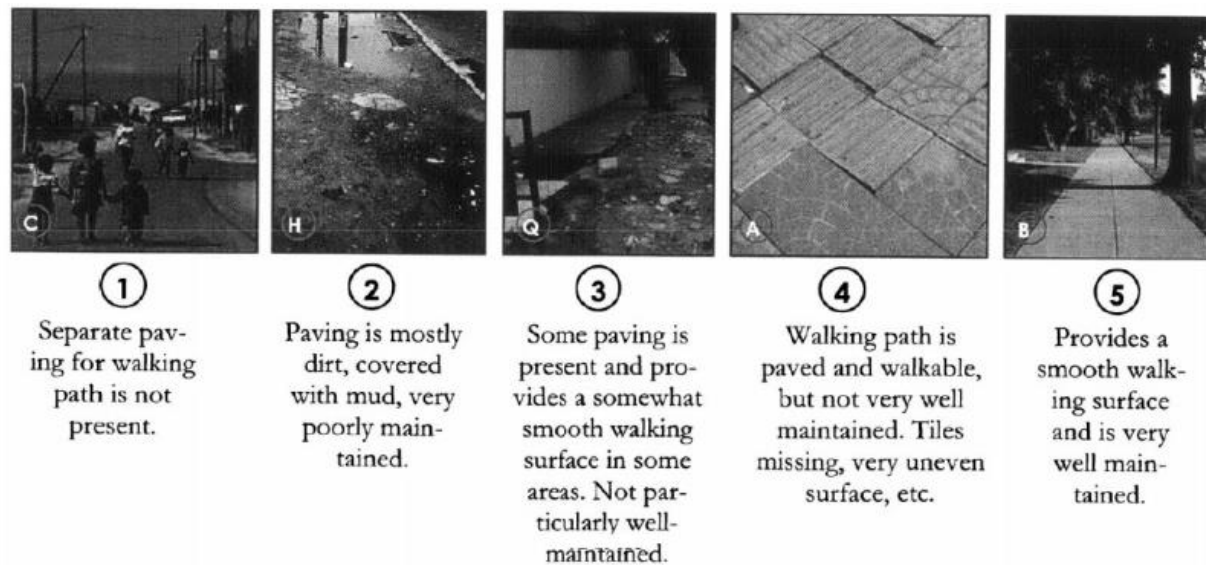 C
H
Q
A
B
1
Separate pav-
ing for walking
path is not
present.
2
Paving is mostly
dirt, covered
with mud, very
poorly main-
tained.
3
Some paving is
present and pro-
vides a somewhat
smooth walking
surface in some
areas. Not par-
ticularly well-
maintained.
4
Walking path is
paved and walkable,
but not very well
maintained. Tiles
missing, very uneven
surface, etc.
5
Provides a
smooth walk-
ing surface
and is very
well main-
tained.